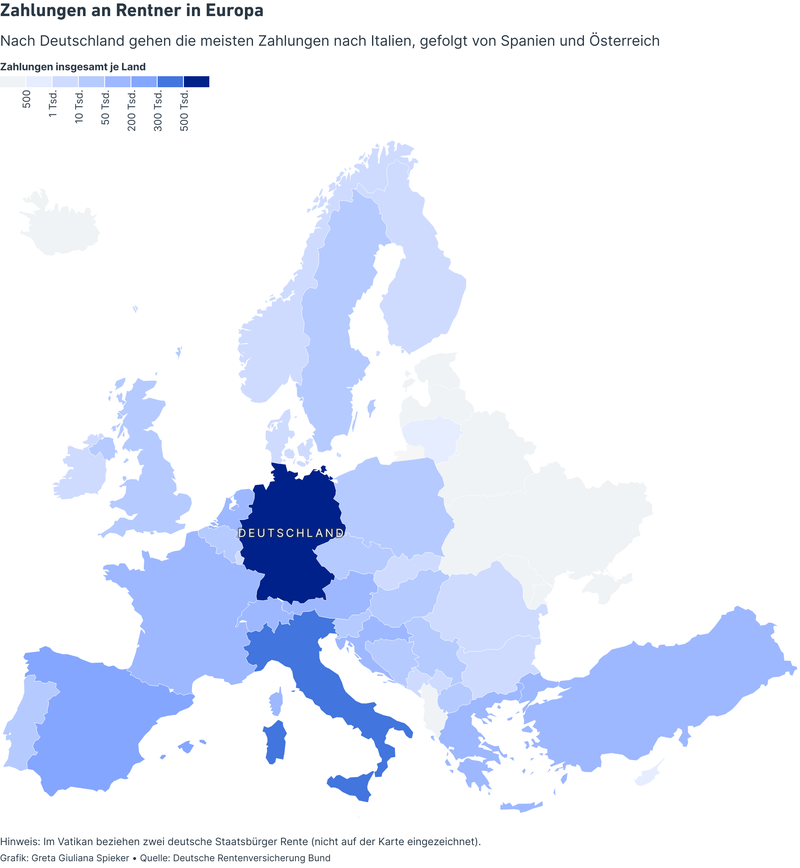 Zahlungen an Rentner in Europa
Nach Deutschland gehen die meisten Zahlungen nach Italien, gefolgt von Spanien und Österreich
Zahlungen insgesamt je Land
500
1 Tsd.
10 Tsd.
50 Tsd.
200 Tsd.
300 Tsd.
500 Tsd.
DEUTSCHLAND
Hinweis: Im Vatikan beziehen zwei deutsche Staatsbürger Rente (nicht auf der Karte eingezeichnet).
Grafik: Greta Giuliana Spieker • Quelle: Deutsche Rentenversicherung Bund